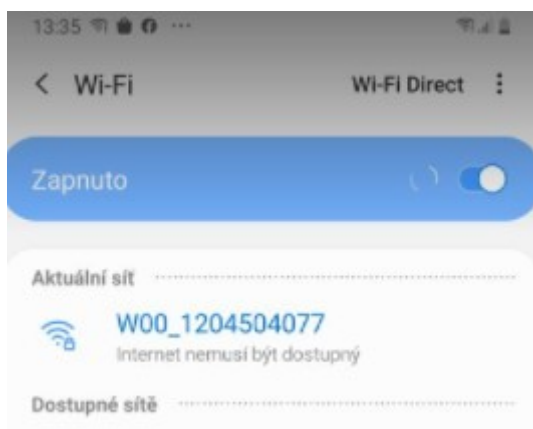 13:35
Wi-Fi Wi-Fi Direct
Zapnuto
Aktuální síť
W00_1204504077
Internet nemusí být dostupný
Dostupné sítě